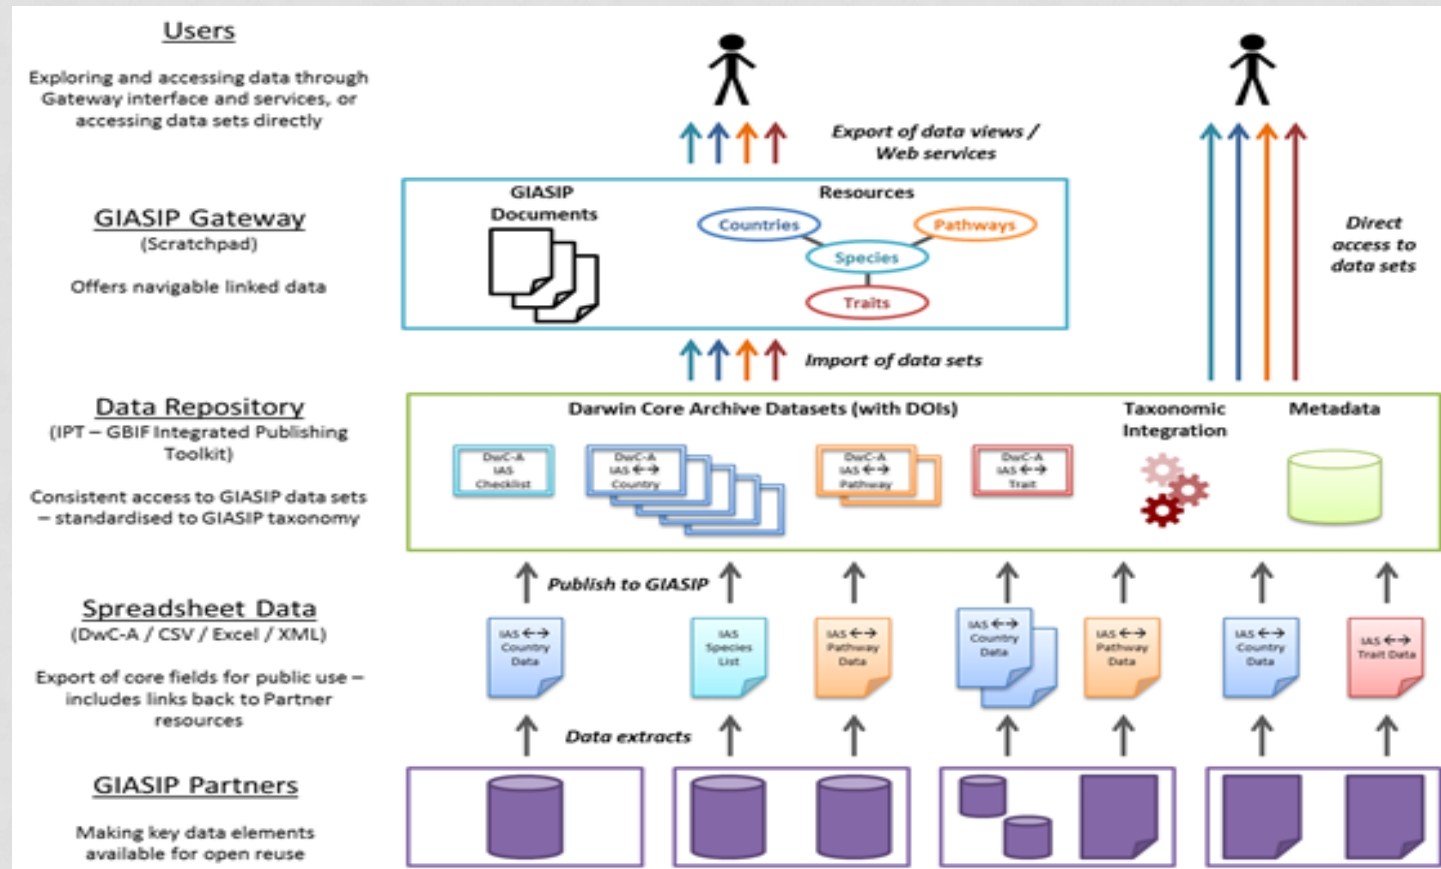 Users
Exploring and accessing data through
Gateway interface and services, or
accessing data sets directly
Export of data views /
Web services
GIASIP Gateway
(Scratchpad)
Offers navigable linked data
GIASIP
Documents
Resources
Countries
Pathways
Species
Traits
Direct
access to
data sets
Import of data sets
Data Repository
(IPT – GBIF Integrated Publishing
Toolkit)
Consistent access to GIASIP data sets
– standardised to GIASIP taxonomy
Darwin Core Archive Datasets (with DOIs)
Taxonomic
Integration
Metadata
DwC-A
IAS
Checklist
DwC-A
IAS ←→
Country
DwC-A
IAS ←→
Pathway
DwC-A
IAS ←→
Trait
Publish to GIASIP
Spreadsheet Data
(DwC-A / CSV / Excel / XML)
Export of core fields for public use –
includes links back to Partner
resources
IAS ←→
Country
Data
IAS
Species
List
IAS ←→
Pathway
Data
IAS ←→
Country
Data
IAS ←→
Pathway
Data
IAS ←→
Country
Data
IAS ←→
Trait Data
Data extracts
GIASIP Partners
Making key data elements
available for open reuse